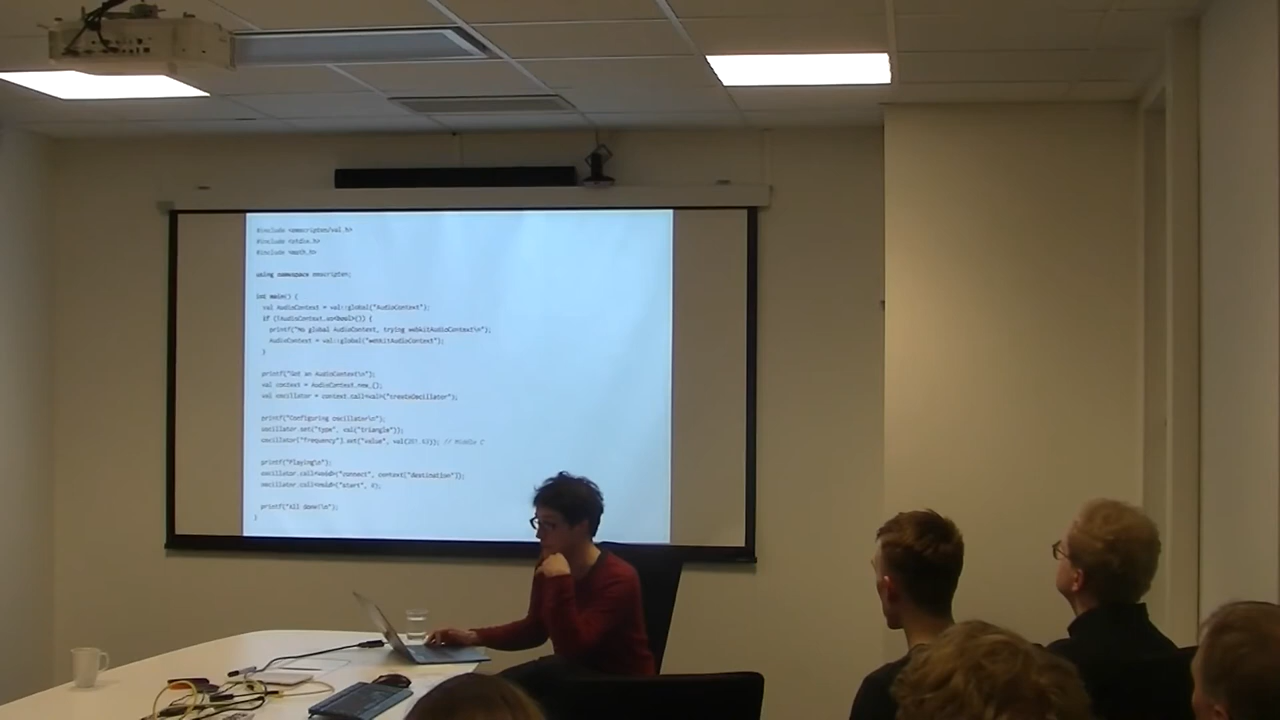 #include <emscripten/val.h>
#include <stdio.h>
#include <math.h>
using namespace emscripten;
int main() {
val AudioContext = val::global("AudioContext");
if (!AudioContext.as<bool>()) {
printf("No global AudioContext, trying webkitAudioContext\n");
AudioContext = val::global("webkitAudioContext");
}
printf("Got an AudioContext\n");
val context = AudioContext.new_();
val oscillator = context.call<val>("createOscillator");
printf("Configuring oscillator\n");
oscillator.set("type", val("triangle"));
oscillator["frequency"].set("value", val(261.63)); // Middle C
printf("Playing\n");
oscillator.call<void>("connect", context["destination"]);
oscillator.call<void>("start", 0);
printf("All done!\n");
}